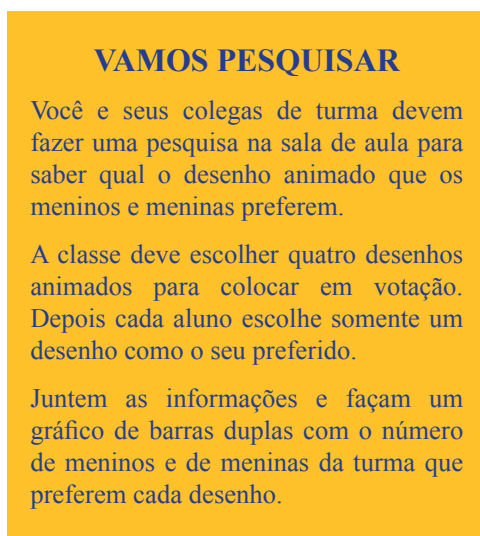 VAMOS PESQUISAR
Você e seus colegas de turma devem
fazer uma pesquisa na sala de aula para
saber qual o desenho animado que os
meninos e meninas preferem.
A classe deve escolher quatro desenhos
animados para colocar em votação.
Depois cada aluno escolhe somente um
desenho como o seu preferido.
Juntem as informações e façam um
gráfico de barras duplas com o número
de meninos e de meninas da turma que
preferem cada desenho.